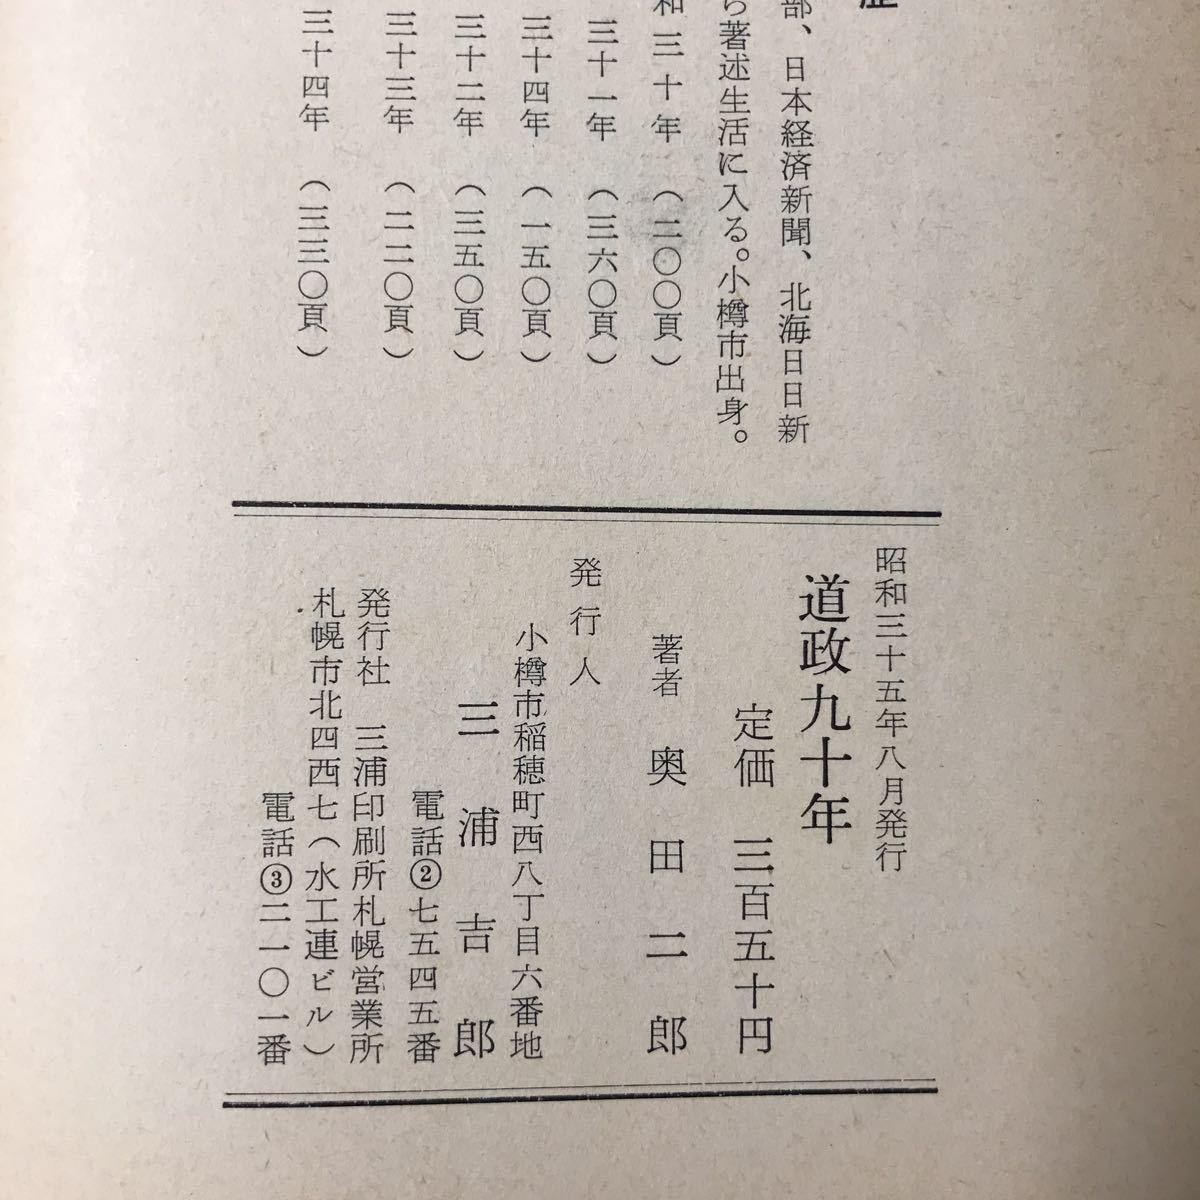 歴
部、日本経済新聞、北海日日新
ら著述生活に入る。小樽市出身。
和三十年（二〇〇頁）
三十一年（三六〇頁）
三十四年（一五〇頁）
三十二年（三五〇頁）
三十三年（二二〇頁）
三十四年（三三〇頁）
昭和三十五年八月発行
道政九十年
定価 三百五十円
著者 奥田二郎
発行人
小樽市稲穂町西八丁目六番地
三浦吉郎
電話②七五四五番
発行社 三浦印刷所札幌営業所
札幌市北四西七（水工連ビル）
電話③二一〇一番